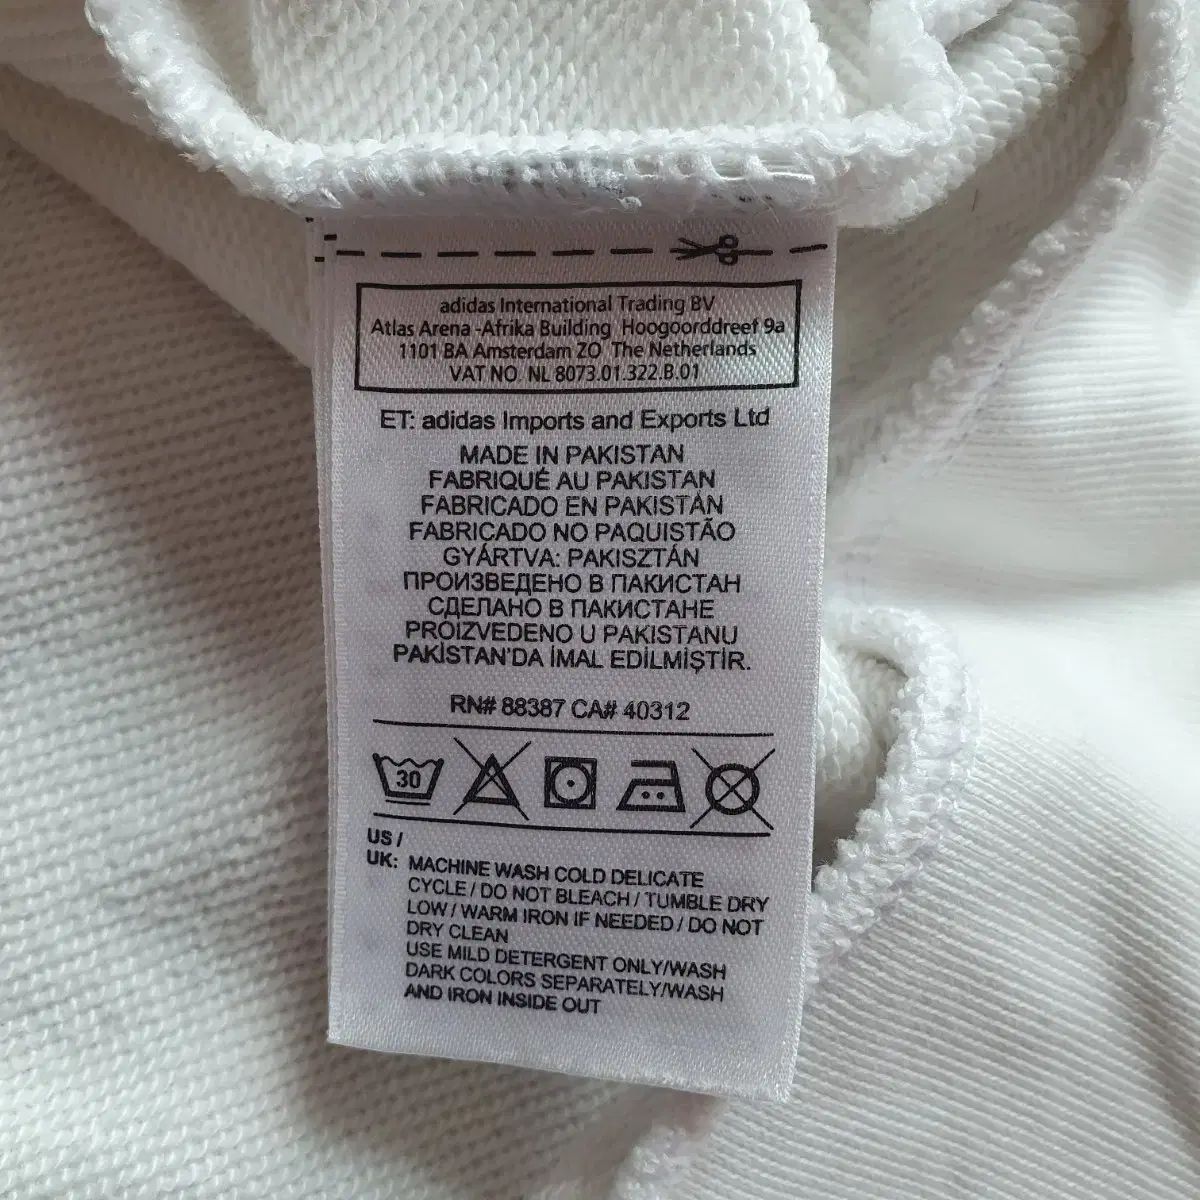 adidas International Trading BV
Atlas Arena -Afrika Building Hoogoorddreef 9a
1101 BA Amsterdam ZO The Netherlands
VAT NO. NL 8073.01.322.B.01
ET: adidas Imports and Exports Ltd
MADE IN PAKISTAN
FABRIQUÉ AU PAKISTAN
FABRICADO EN PAKISTÁN
FABRICADO NO PAQUISTÃO
GYÁRTVA: PAKISZTÁN
ПРОИЗВЕДЕНО В ПАКИСТАН
СДЕЛАНО В ПАКИСТАНЕ
PROIZVEDENO U PAKISTANU
PAKİSTAN'DA İMAL EDİLMİŞTİR.
RN# 88387 CA# 40312
30
US /
UK: MACHINE WASH COLD DELICATE
CYCLE / DO NOT BLEACH / TUMBLE DRY
LOW / WARM IRON IF NEEDED / DO NOT
DRY CLEAN
USE MILD DETERGENT ONLY/WASH
DARK COLORS SEPARATELY/WASH
AND IRON INSIDE OUT